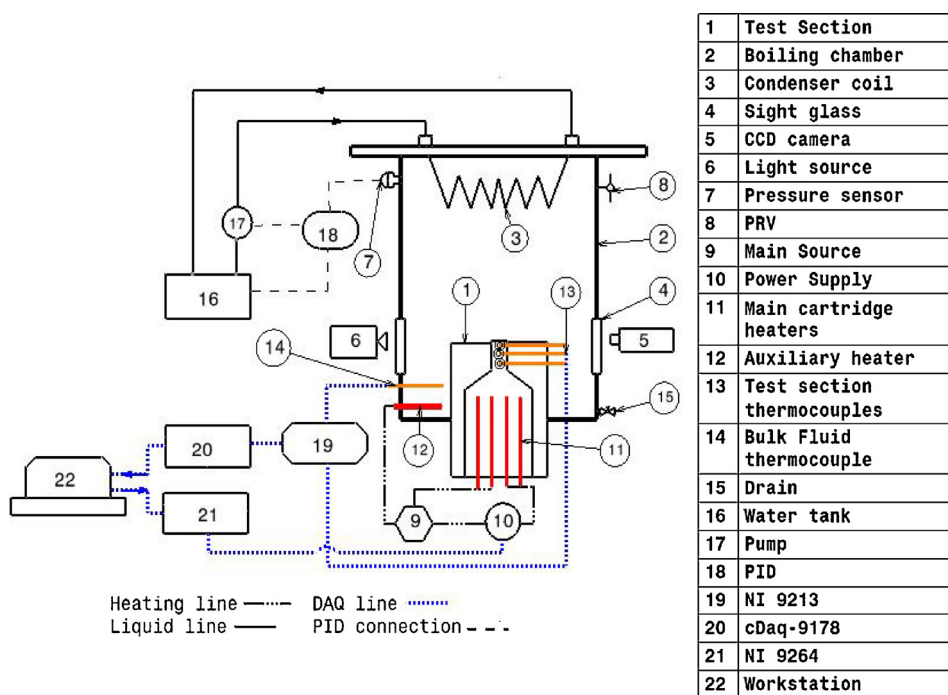 17
18
16
7
3
8
2
1
13
4
6
5
14
12
11
15
20
19
22
21
9
10
Heating line
DAQ line
Liquid line
PID connection
1 Test Section
2 Boiling chamber
3 Condenser coil
4 Sight glass
5 CCD camera
6 Light source
7 Pressure sensor
8 PRV
9 Main Source
10 Power Supply
11 Main cartridge
heaters
12 Auxiliary heater
13 Test section
thermocouples
14 Bulk Fluid
thermocouple
15 Drain
16 Water tank
17 Pump
18 PID
19 NI 9213
20 cDaq-9178
21 NI 9264
22 Workstation